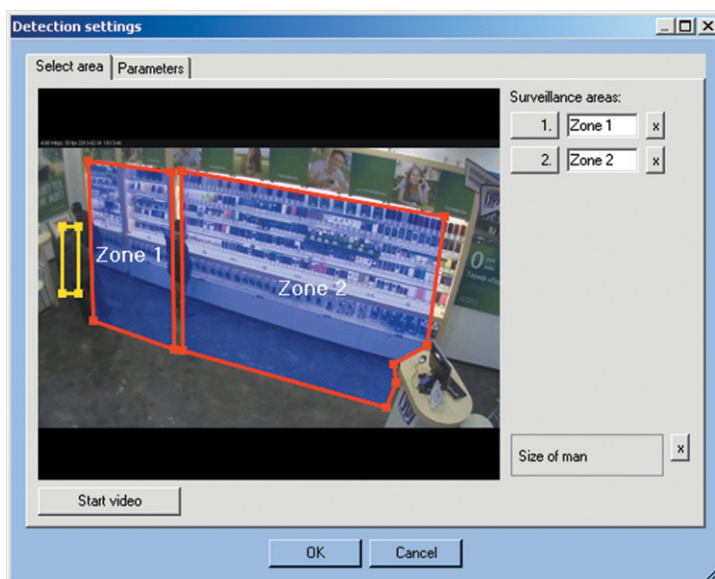 Detection settings
Select area
Parameters
Surveillance areas:
1. Zone 1 x
2. Zone 2 x
Zone 1
Zone 2
0
Size of man
x
Start video
OK
Cancel